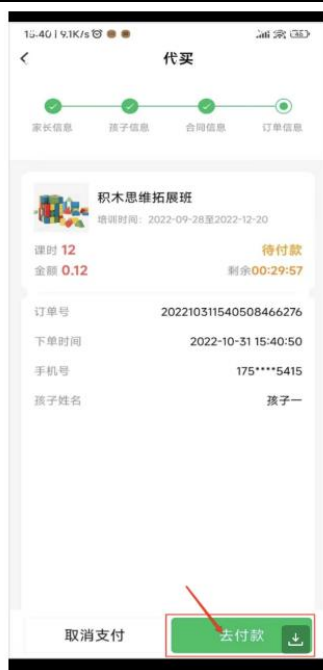 15:40 | 9.1K/s
代买
家长信息 孩子信息 合同信息 订单信息
积木思维拓展班
培训时间：2022-09-28至2022-12-20
课时 12 待付款
金额 0.12 剩余00:29:57
订单号 202210311540508466276
下单时间 2022-10-31 15:40:50
手机号 175****5415
孩子姓名 孩子一
取消支付 去付款